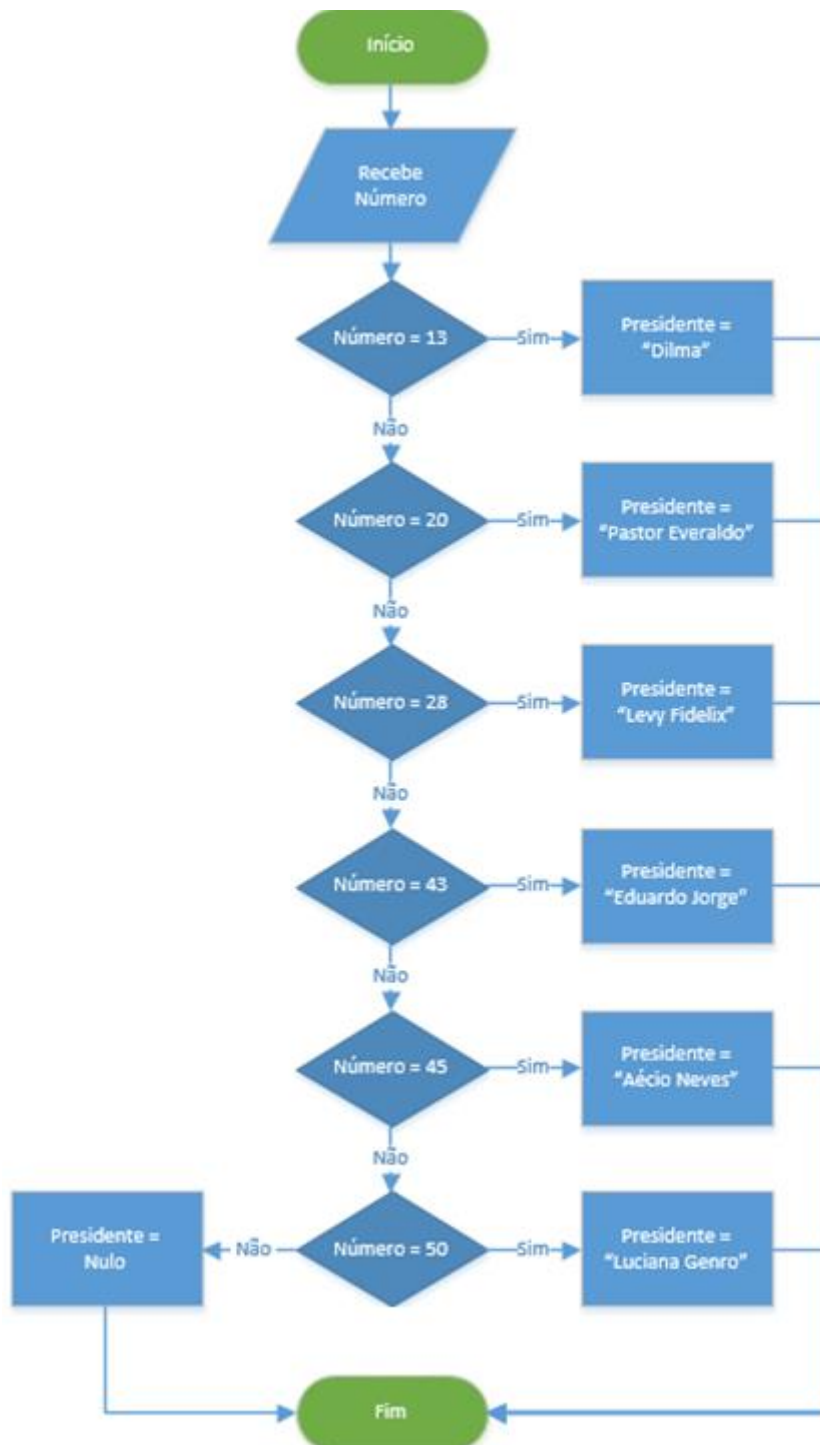 Início
Recebe
Número
Número = 13
Sim
Presidente =
“Dilma”
Não
Número = 20
Sim
Presidente =
“Pastor Everaldo”
Não
Número = 28
Sim
Presidente =
“Levy Fidelix”
Não
Número = 43
Sim
Presidente =
“Eduardo Jorge”
Não
Número = 45
Sim
Presidente =
“Aécio Neves”
Não
Presidente =
Nulo
Não
Número = 50
Sim
Presidente =
“Luciana Genro”
Fim